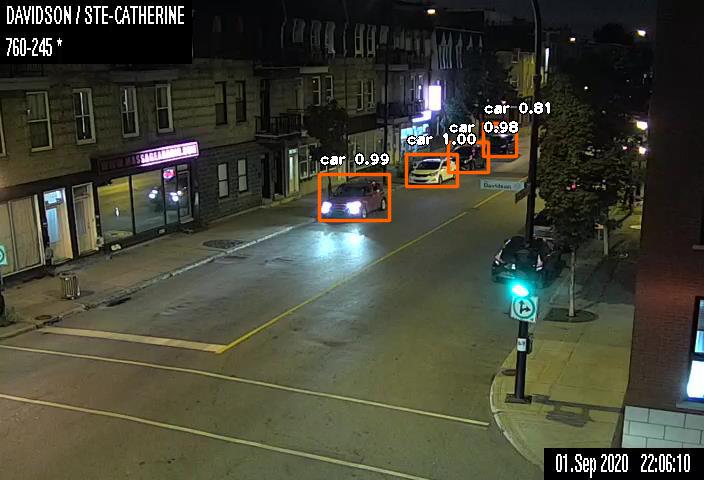 DAVIDSON / STE-CATHERINE
760-245 *
car 0.81
car 0.98
car 1.00
car 0.99
Davidson
01.Sep 2020 22:06:10